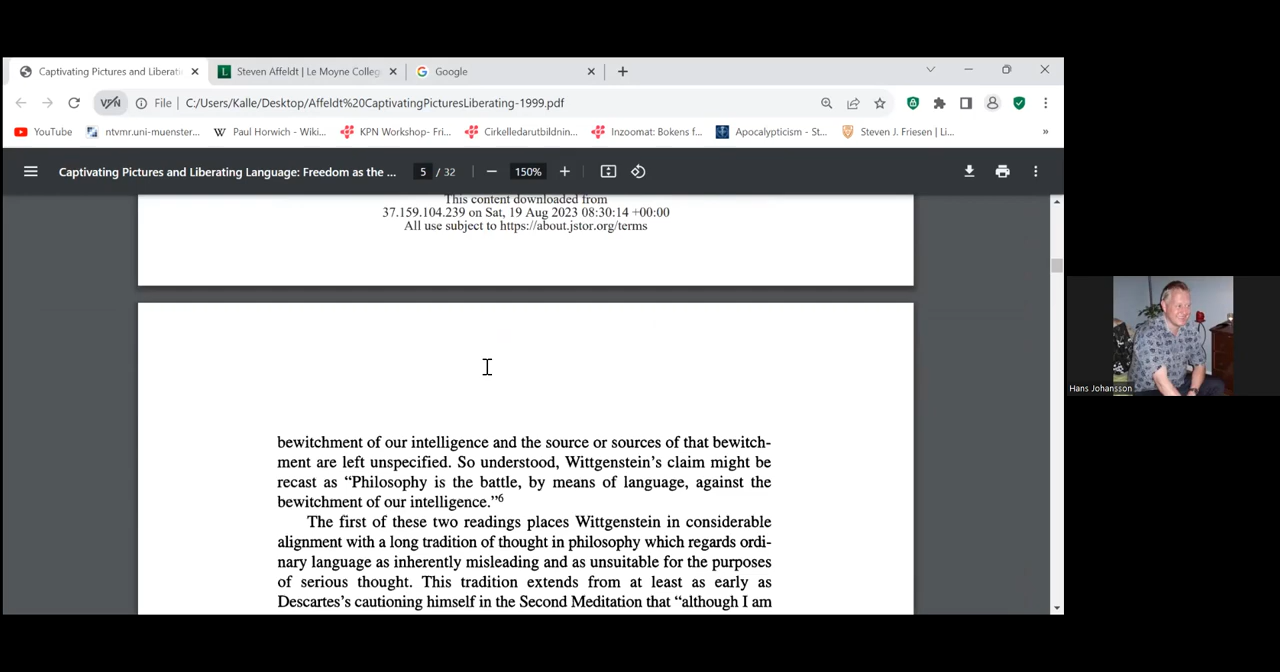 Captivating Pictures and Liberati
Steven Affeldt | Le Moyne Colleg
Google
VPN
File
C:/Users/Kalle/Desktop/Affeldt%20CaptivatingPicturesLiberating-1999.pdf
YouTube
ntvmr.uni-muenster...
Paul Horwich - Wiki...
KPN Workshop- Fri...
Cirkelledarutbildnin...
Inzoomat: Bokens f...
Apocalypticism - St...
Steven J. Friesen | Li...
»
Captivating Pictures and Liberating Language: Freedom as the ...
5 / 32
150%
This content downloaded from
37.159.104.239 on Sat, 19 Aug 2023 08:30:14 +00:00
All use subject to https://about.jstor.org/terms
Hans Johansson
bewitchment of our intelligence and the source or sources of that bewitch-
ment are left unspecified. So understood, Wittgenstein's claim might be
recast as “Philosophy is the battle, by means of language, against the
bewitchment of our intelligence.”6
The first of these two readings places Wittgenstein in considerable
alignment with a long tradition of thought in philosophy which regards ordi-
nary language as inherently misleading and as unsuitable for the purposes
of serious thought. This tradition extends from at least as early as
Descartes's cautioning himself in the Second Meditation that “although I am